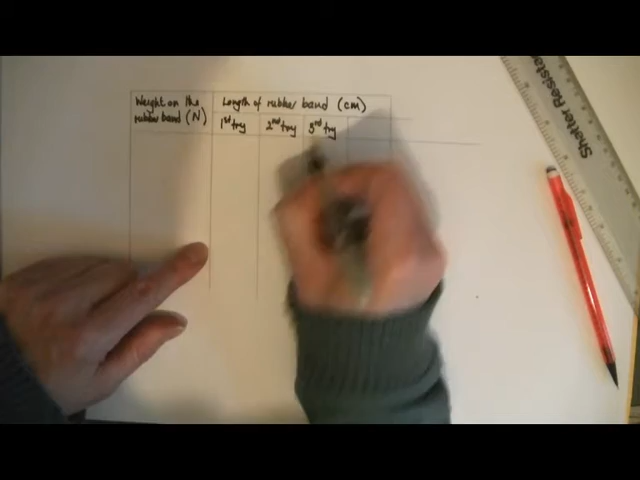 Weight on the
rubber band (N)
Length of rubber band (cm)
1st try
2nd try
3rd try
Shatter Resistant